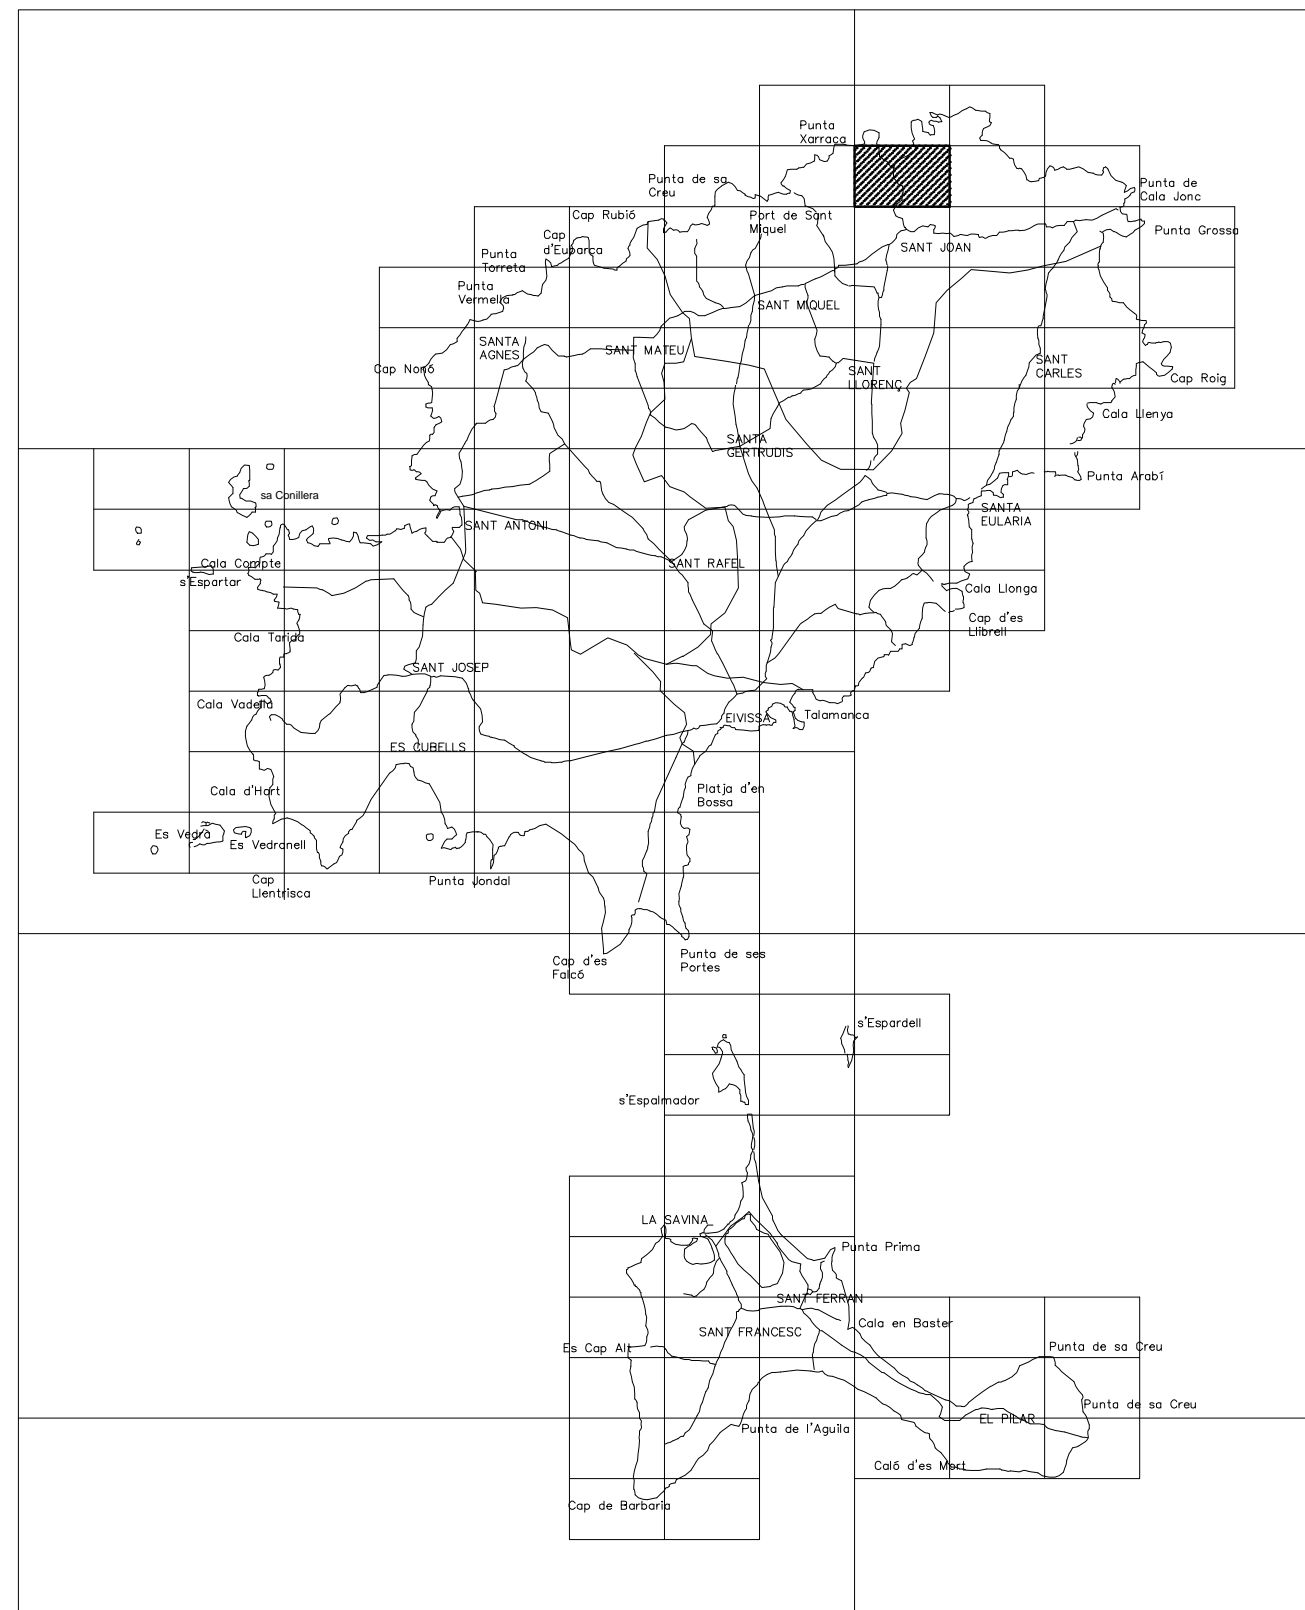 Punta
Xarraca
Punta de sa
Creu
Punta de
Cala Jonc
Cap Rubió
Port de Sant
Miquel
Punta Grossa
Cap
d'Eubarca
SANT JOAN
Punta
Torreta
Punta
Vermella
SANT MIQUEL
SANTA
AGNES
SANT MATEU
Cap Nonó
SANT
LLORENÇ
SANT
CARLES
Cap Roig
Cala Llenya
SANTA
GERTRUDIS
Punta Arabí
sa Conillera
SANT ANTONI
SANTA
EULARIA
Cala Compte
s'Espartar
SANT RAFEL
Cala Llonga
Cap d'es
Llibrell
Cala Tarida
SANT JOSEP
Cala Vadella
EIVISSA
Talamanca
ES CUBELLS
Cala d'Hart
Platja d'en
Bossa
Es Vedrà
Es Vedranell
Cap
Llentrisca
Punta Jondal
Cap d'es
Falcó
Punta de ses
Portes
s'Espardell
s'Espalmador
LA SAVINA
Punta Prima
SANT FERRAN
SANT FRANCESC
Cala en Baster
Es Cap Alt
Punta de sa Creu
Punta de sa Creu
EL PILAR
Punta de l'Aguila
Caló d'es Mort
Cap de Barbaria